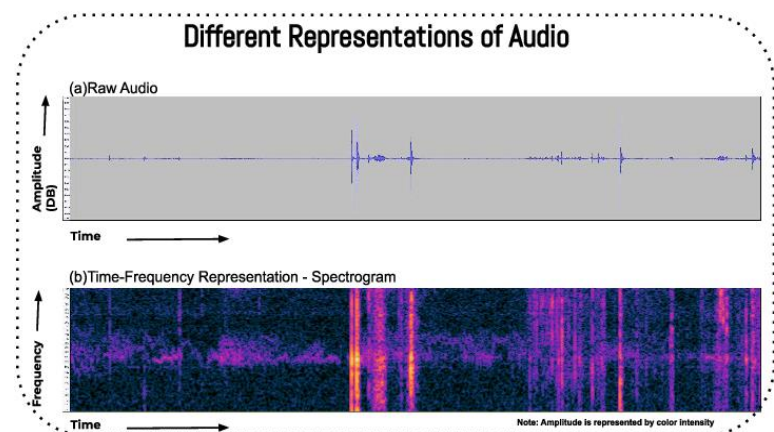 Different Representations of Audio
(a)Raw Audio
Amplitude
(DB)
Time
(b)Time-Frequency Representation - Spectrogram
Frequency
Time
Note: Amplitude is represented by color intensity